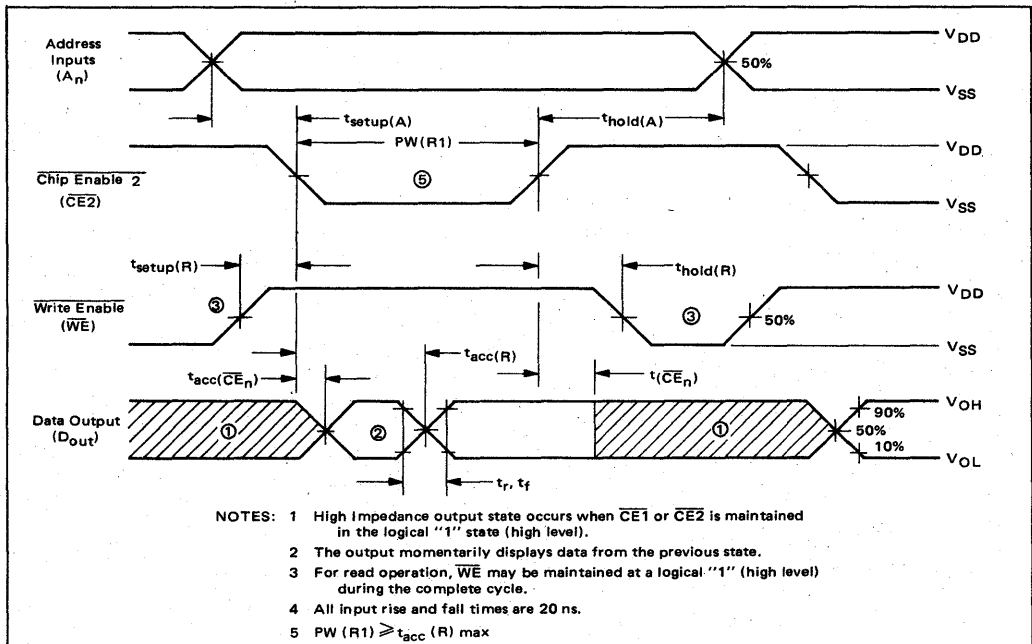 Address
Inputs
(An)
VDD
50%
VSS
tsetup(A)
thold(A)
PW(R1)
VDD
Chip Enable 2
(CE2)
⑤
VSS
tsetup(R)
thold(R)
Write Enable
(WE)
③
③
VDD
50%
VSS
tacc(R)
tacc(CEn)
t(CEn)
Data Output
(Dout)
①
②
①
VOH
90%
50%
10%
VOL
tr, tf
NOTES: 1 High Impedance output state occurs when CE1 or CE2 is maintained
in the logical "1" state (high level).
2 The output momentarily displays data from the previous state.
3 For read operation, WE may be maintained at a logical "1" (high level)
during the complete cycle.
4 All input rise and fall times are 20 ns.
5 PW (R1) ≥ tacc (R) max